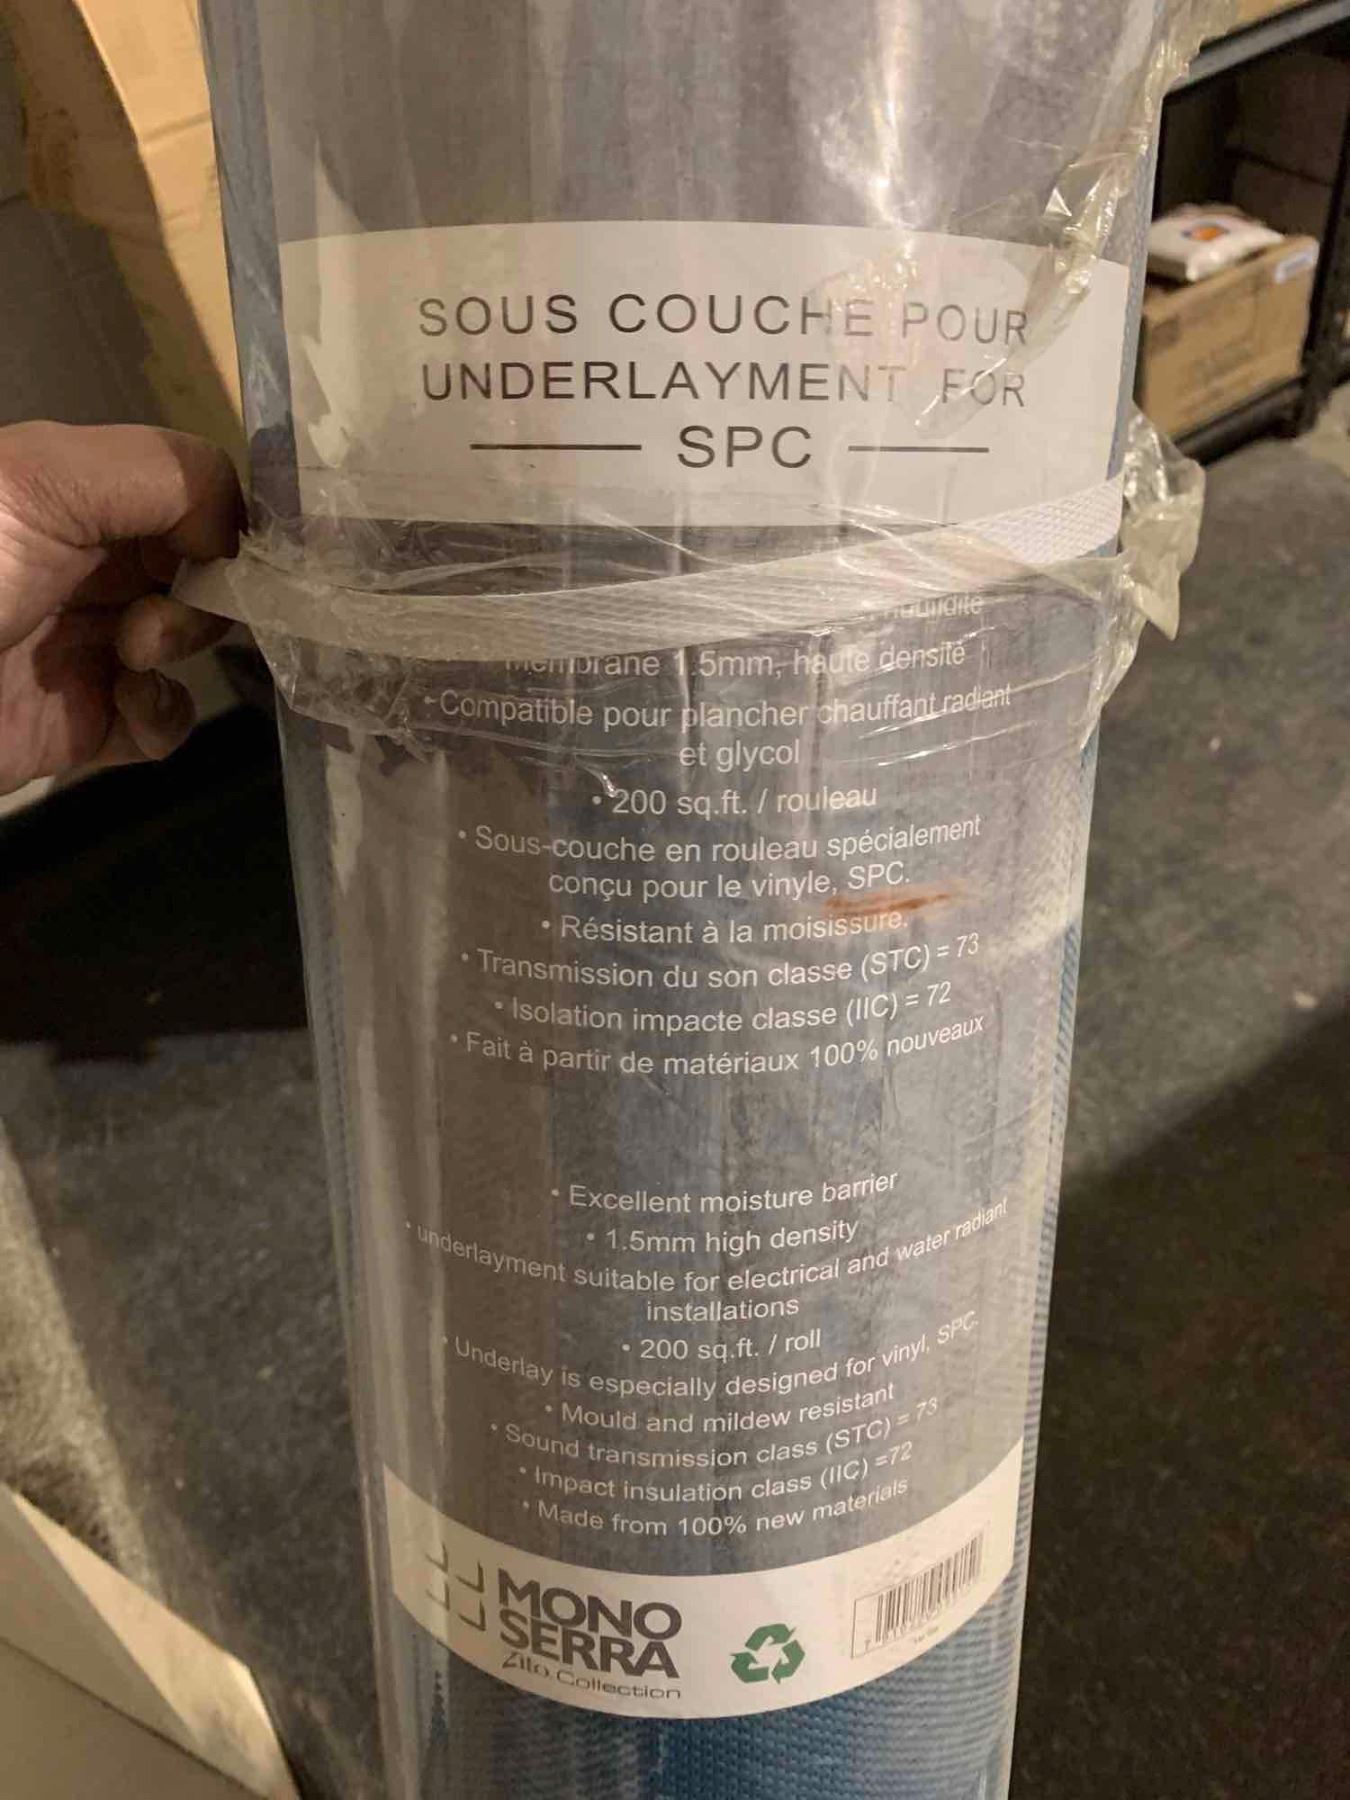 SOUS COUCHE POUR
UNDERLAYMENT FOR
SPC
membrane 1.5mm, haute densité
• Compatible pour plancher chauffant radiant
et glycol
• 200 sq.ft. / rouleau
• Sous-couche en rouleau spécialement
conçu pour le vinyle, SPC.
• Résistant à la moisissure.
• Transmission du son classe (STC) = 73
• Isolation impacte classe (IIC) = 72
• Fait à partir de matériaux 100% nouveaux
• Excellent moisture barrier
• 1.5mm high density
• underlayment suitable for electrical and water radiant
installations
• 200 sq.ft. / roll
• Underlay is especially designed for vinyl, SPC.
• Mould and mildew resistant
• Sound transmission class (STC) = 73
• Impact insulation class (IIC) =72
• Made from 100% new materials
MONO
SERRA
Zito Collection